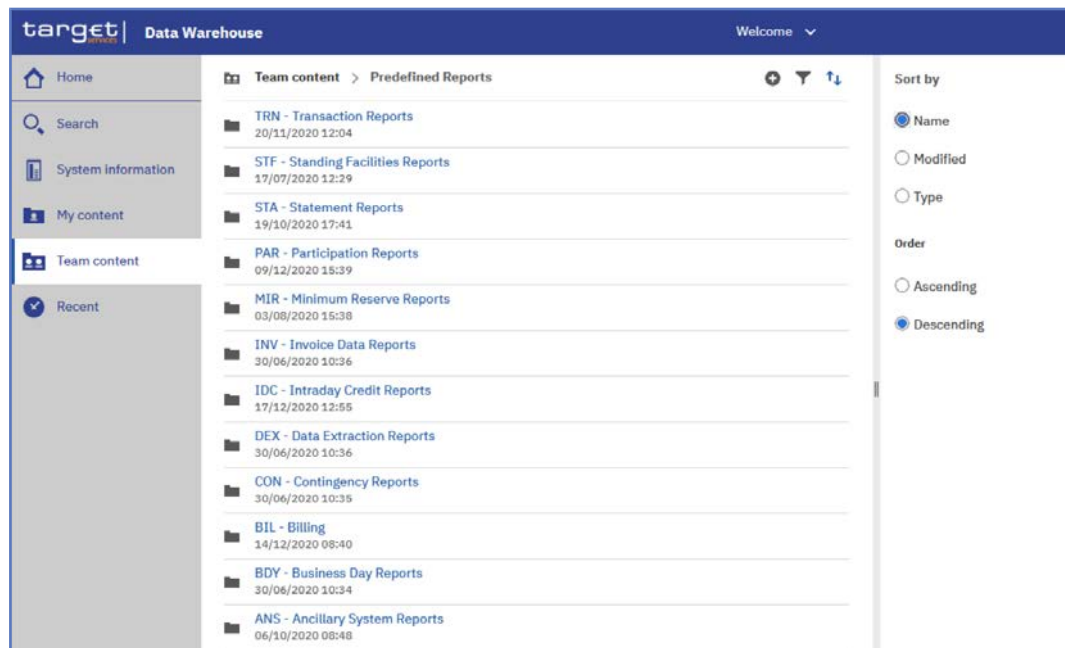 target| Data Warehouse
services
Welcome
Home
Search
System information
My content
Team content
Recent
Team content > Predefined Reports
TRN - Transaction Reports
20/11/2020 12:04
STF - Standing Facilities Reports
17/07/2020 12:29
STA - Statement Reports
19/10/2020 17:41
PAR - Participation Reports
09/12/2020 15:39
MIR - Minimum Reserve Reports
03/08/2020 15:38
INV - Invoice Data Reports
30/06/2020 10:36
IDC - Intraday Credit Reports
17/12/2020 12:55
DEX - Data Extraction Reports
30/06/2020 10:36
CON - Contingency Reports
30/06/2020 10:35
BIL - Billing
14/12/2020 08:40
BDY - Business Day Reports
30/06/2020 10:34
ANS - Ancillary System Reports
06/10/2020 08:48
Sort by
Name
Modified
Type
Order
Ascending
Descending